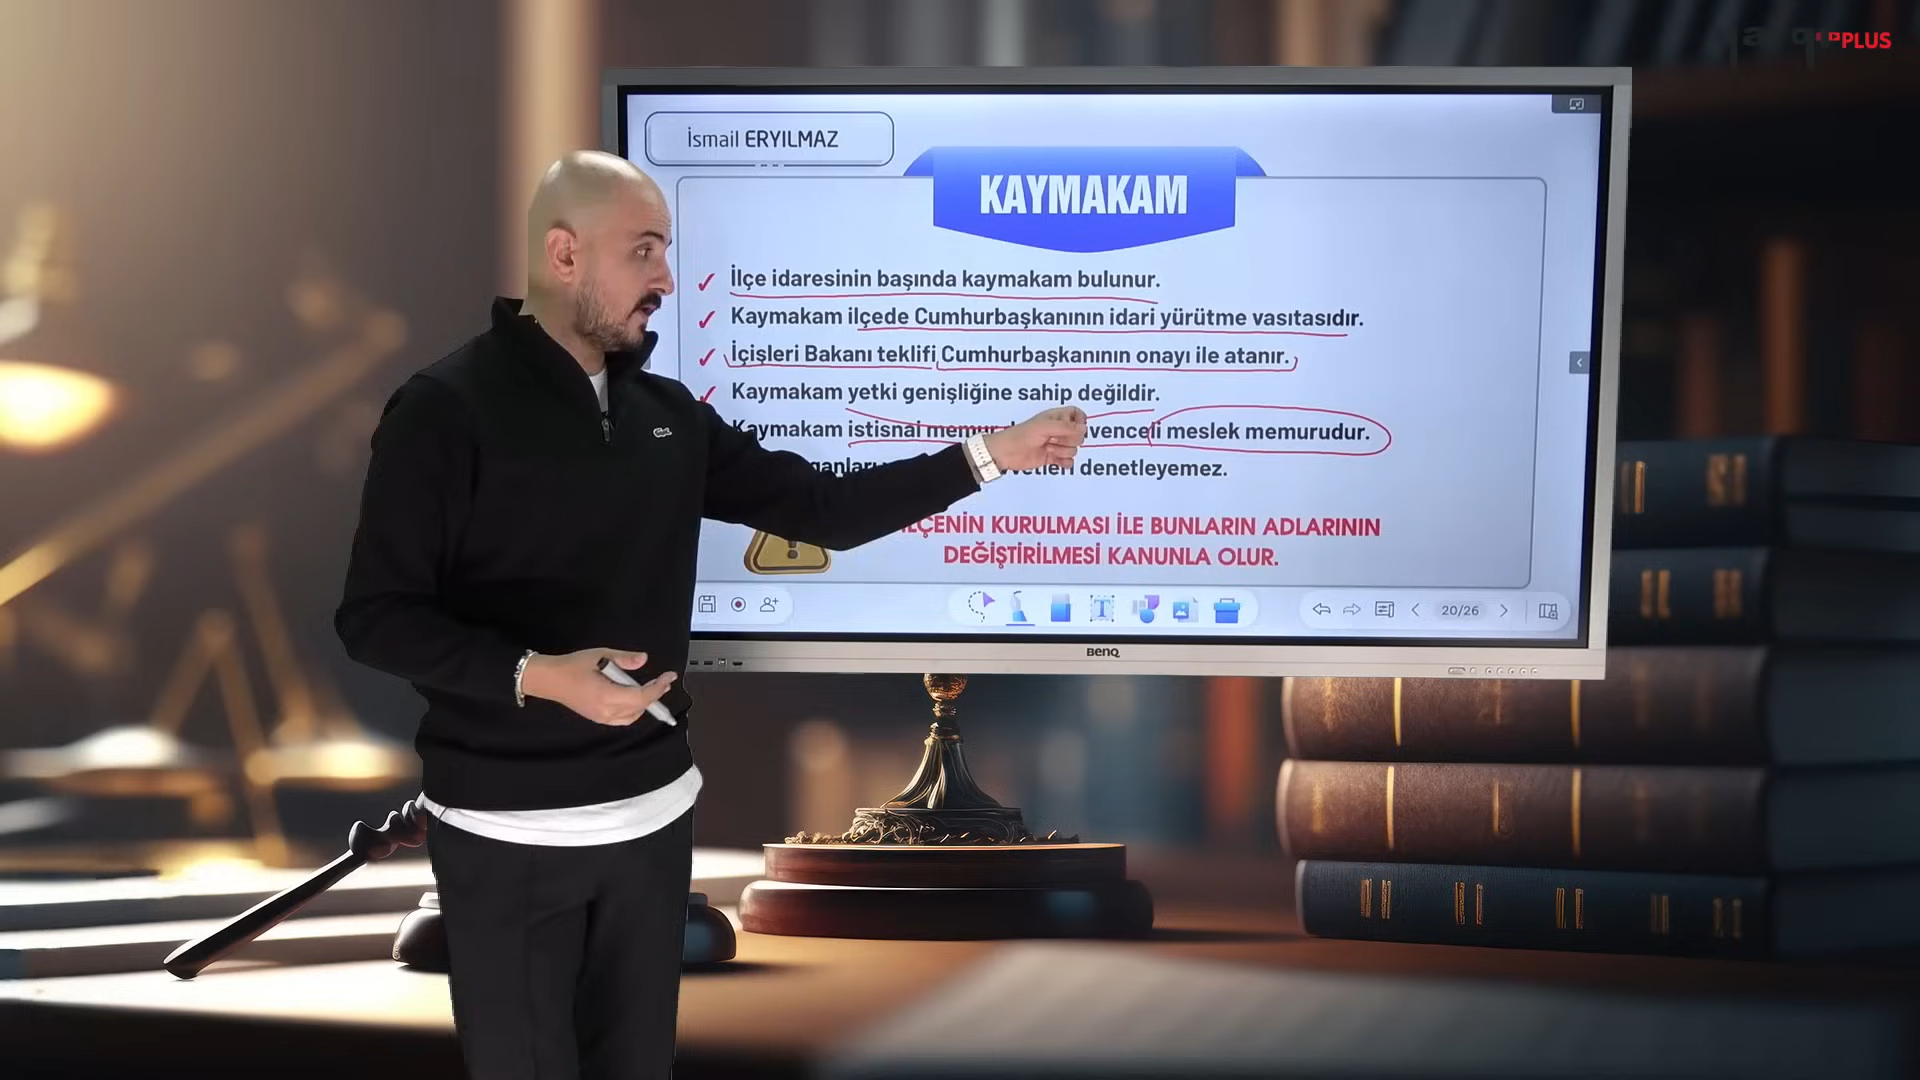 PLUS
İsmail ERYILMAZ
KAYMAKAM
İlçe idaresinin başında kaymakam bulunur.
Kaymakam ilçede Cumhurbaşkanının idari yürütme vasıtasıdır.
İçişleri Bakanı teklifi Cumhurbaşkanının onayı ile atanır.
Kaymakam yetki genişliğine sahip değildir.
Kaymakam istisnai meslek memurudur.
denetleyemez.
KURULMASI İLE BUNLARIN ADLARININ
DEĞİŞTİRİLMESİ KANUNLA OLUR.
20/26
BenQ